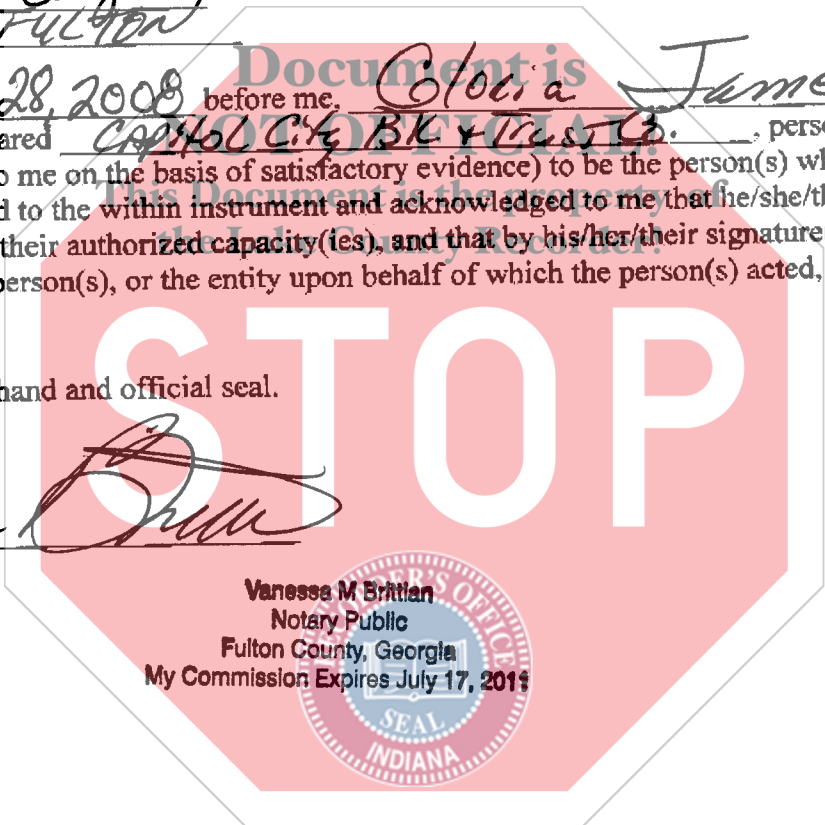 FULTON
Document is
28, 2008 before me, Gloria Jame
NOT OFFICIAL!
ared CAPITOL City BK + Trust Co. , perso
o me on the basis of satisfactory evidence) to be the person(s) wh
This Document is the property of
d to the within instrument and acknowledged to me that he/she/th
the Lake County Recorder!
their authorized capacity(ies), and that by his/her/their signature
person(s), or the entity upon behalf of which the person(s) acted,
STOP
hand and official seal.
Vanessa M Brittian
Notary Public
Fulton County, Georgia
My Commission Expires July 17, 2011
RECORDER'S OFFICE
SEAL
INDIANA